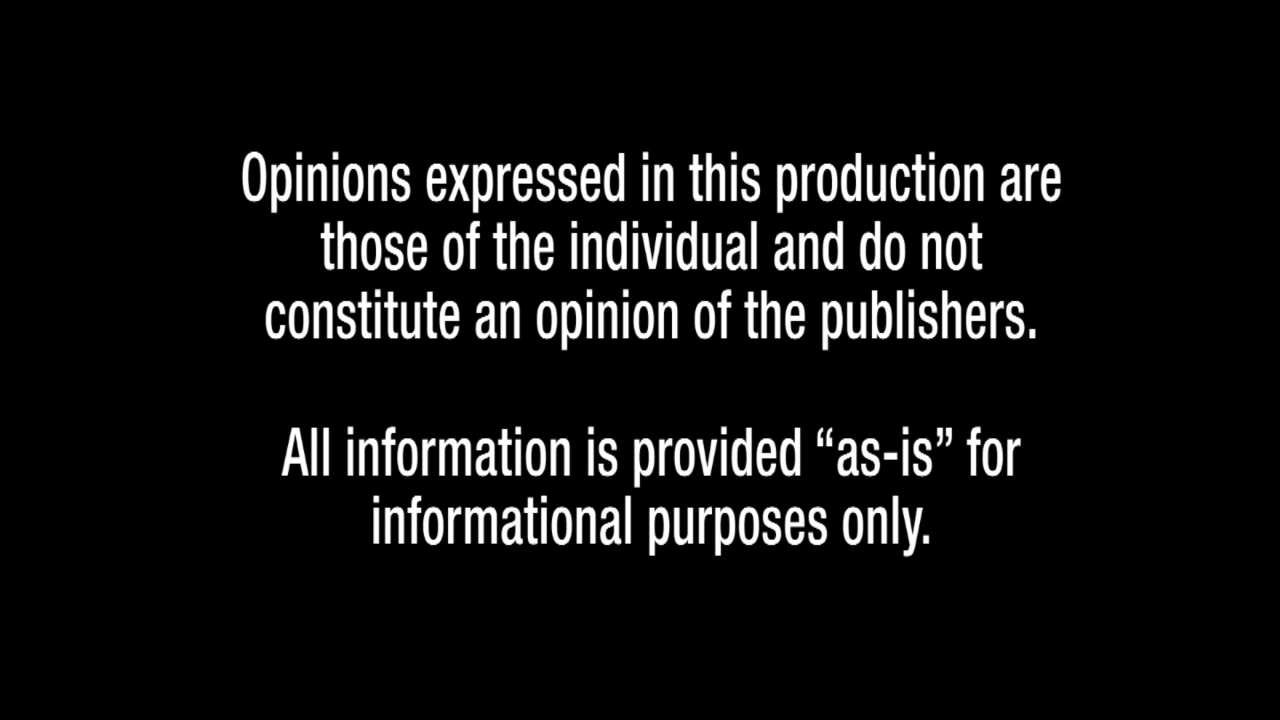 Opinions expressed in this production are
those of the individual and do not
constitute an opinion of the publishers.
All information is provided “as-is” for
informational purposes only.